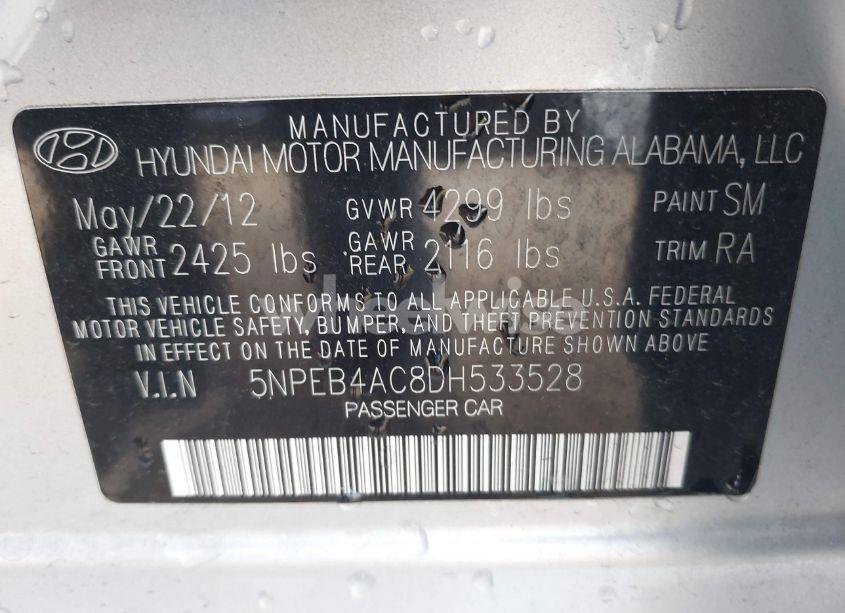 MANUFACTURED BY
HYUNDAI MOTOR MANUFACTURING ALABAMA, LLC
May/22/12 GVWR 4299 lbs PAINT SM
GAWR FRONT 2425 lbs GAWR REAR 2116 lbs TRIM RA
THIS VEHICLE CONFORMS TO ALL APPLICABLE U.S.A. FEDERAL
MOTOR VEHICLE SAFETY, BUMPER, AND THEFT PREVENTION STANDARDS
IN EFFECT ON THE DATE OF MANUFACTURE SHOWN ABOVE.
V.I.N 5NPEB4AC8DH533528
PASSENGER CAR